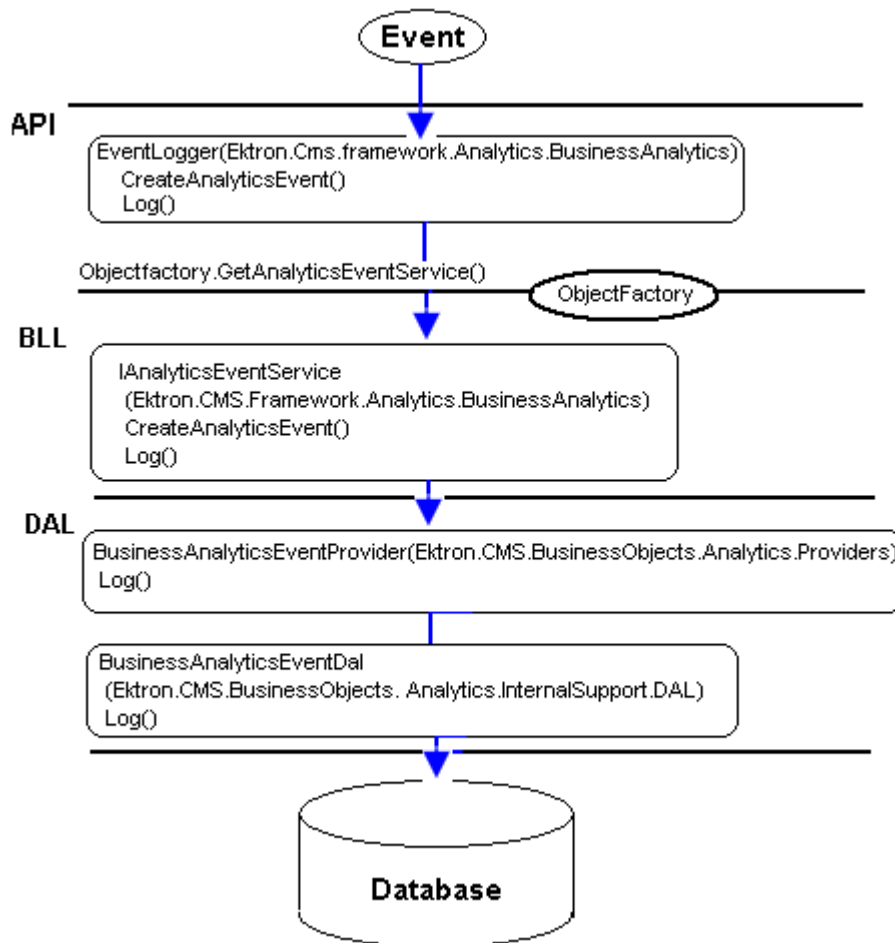 Event
API
EventLogger(Ektron.Cms.framework.Analytics.BusinessAnalytics)
CreateAnalyticsEvent()
Log()
Objectfactory.GetAnalyticsEventService()
ObjectFactory
BLL
IAnalyticsEventService
(Ektron.CMS.Framework.Analytics.BusinessAnalytics)
CreateAnalyticsEvent()
Log()
DAL
BusinessAnalyticsEventProvider(Ektron.CMS.BusinessObjects.Analytics.Providers)
Log()
BusinessAnalyticsEventDal
(Ektron.CMS.BusinessObjects. Analytics.InternalSupport.DAL)
Log()
Database